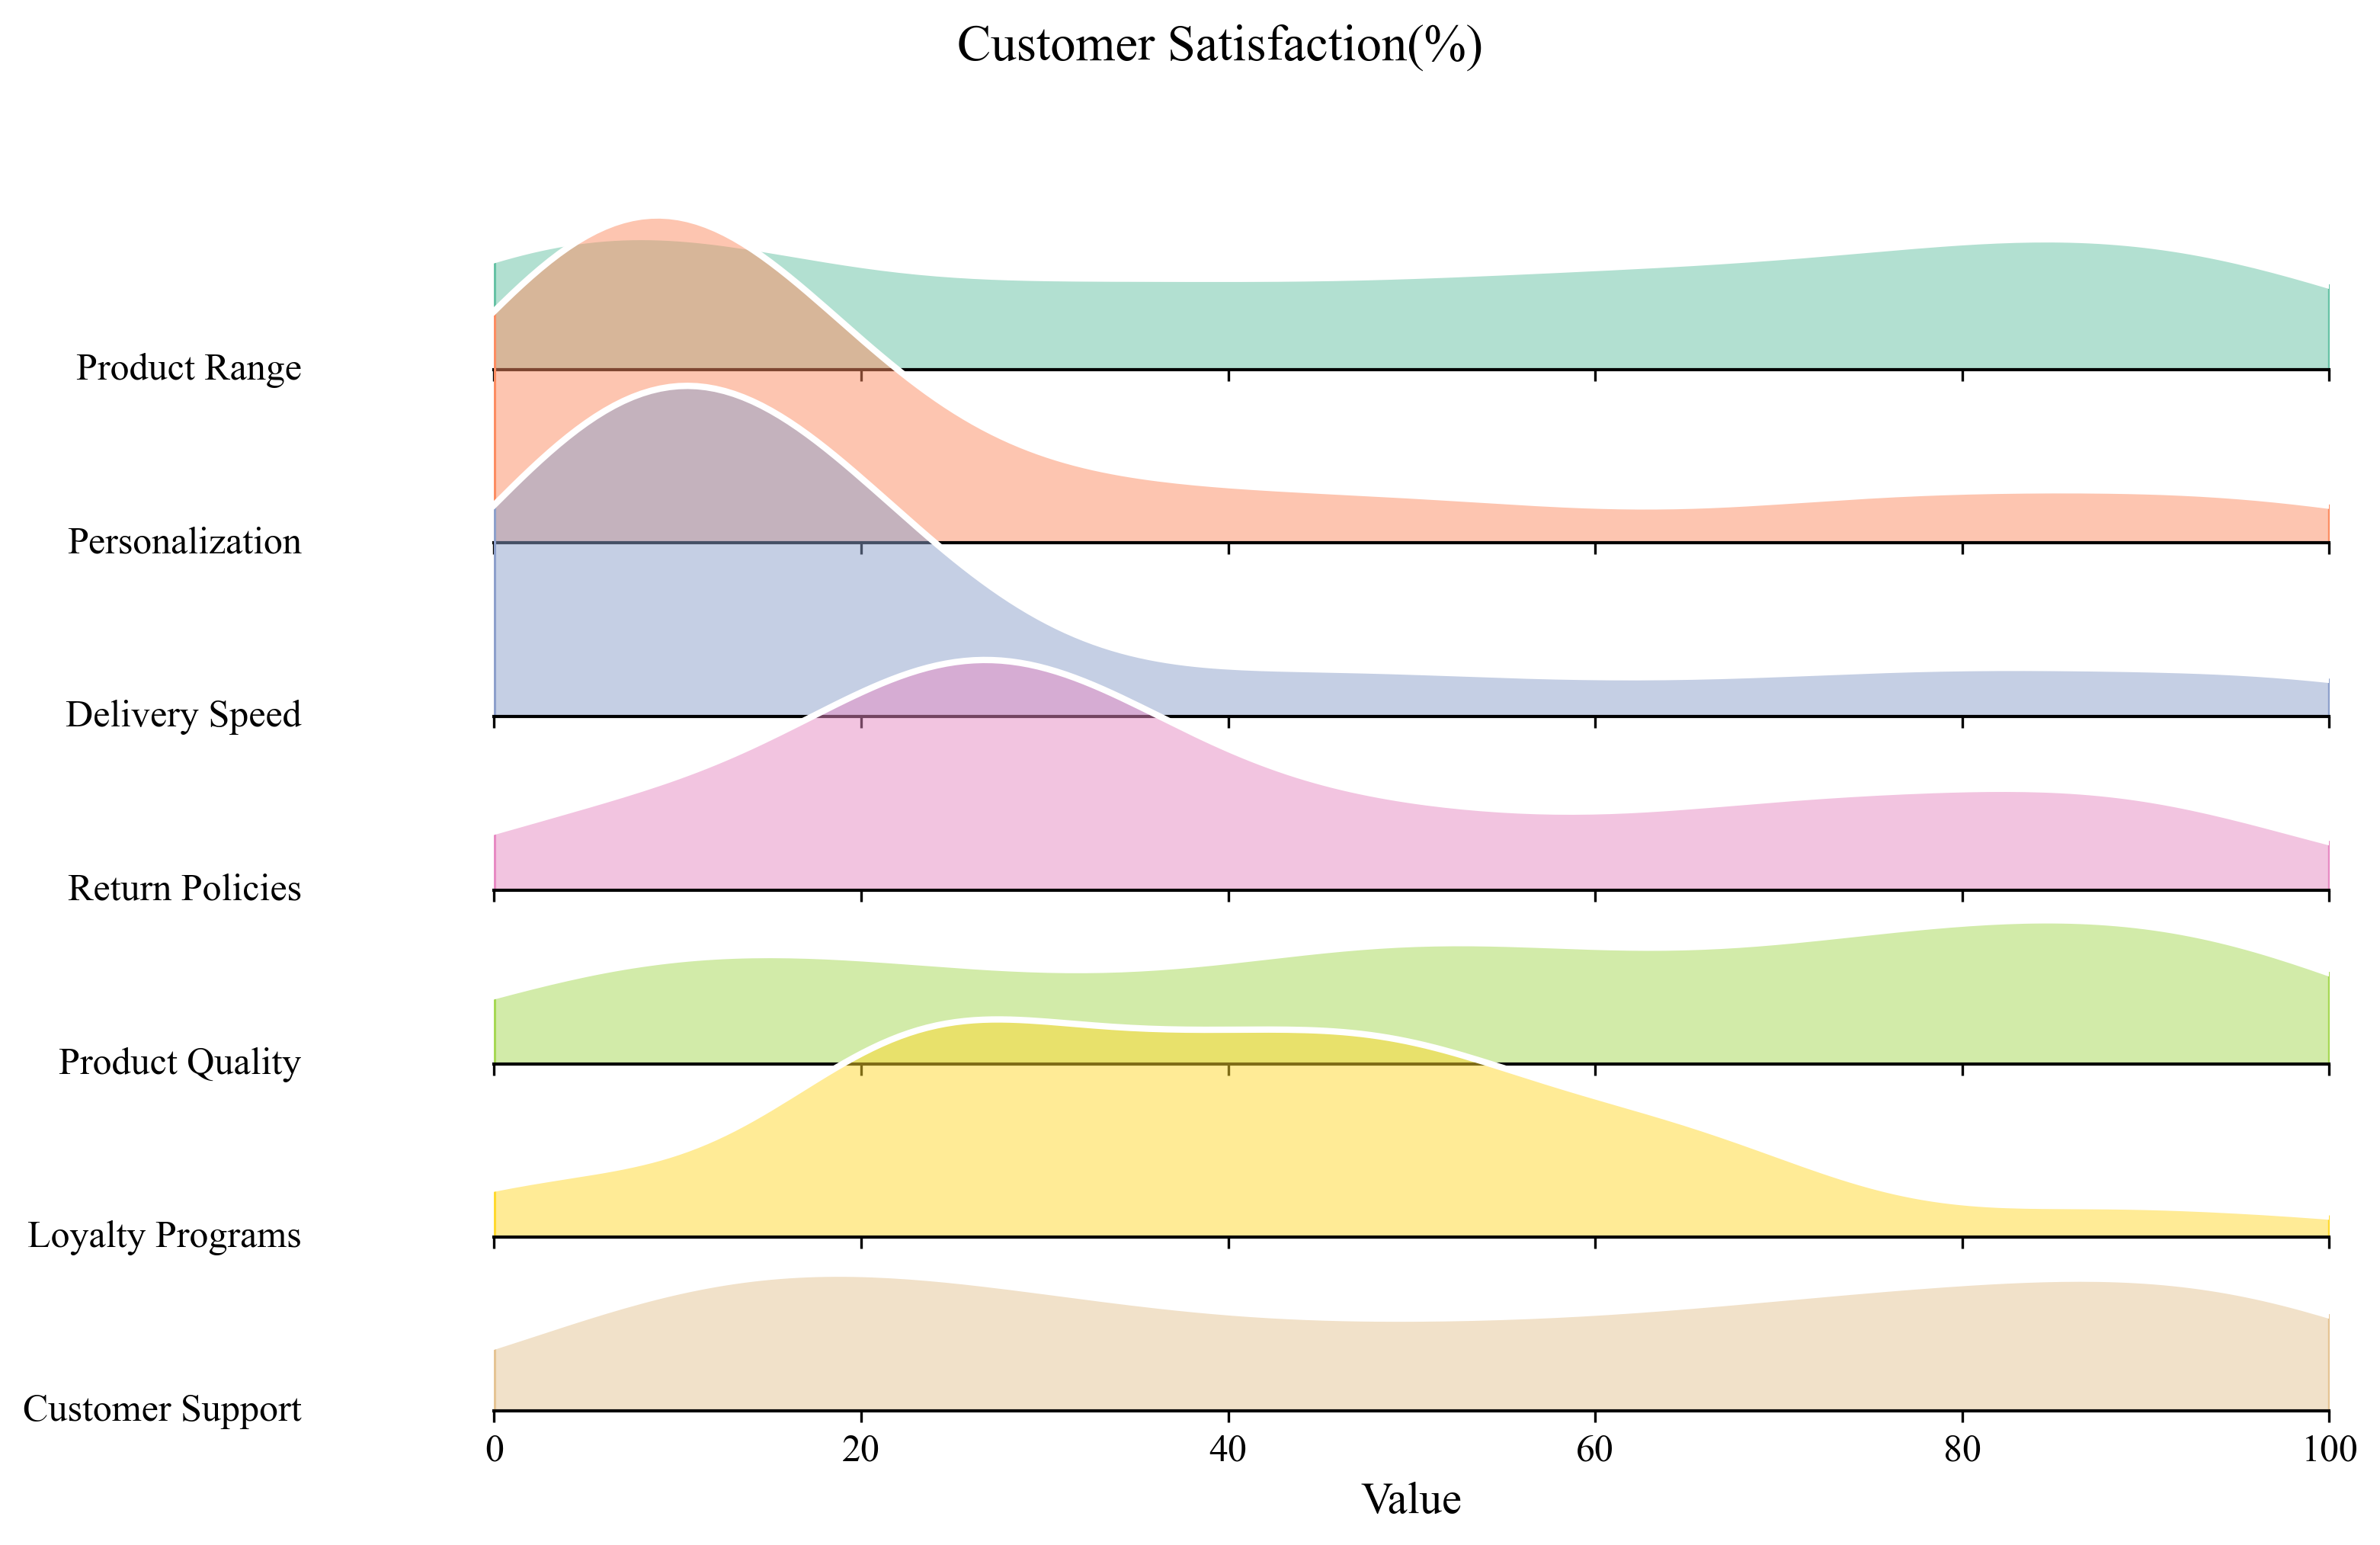 Customer Satisfaction(%)
Product Range
Personalization
Delivery Speed
Return Policies
Product Quality
Loyalty Programs
Customer Support
0 20 40 60 80 100
Value